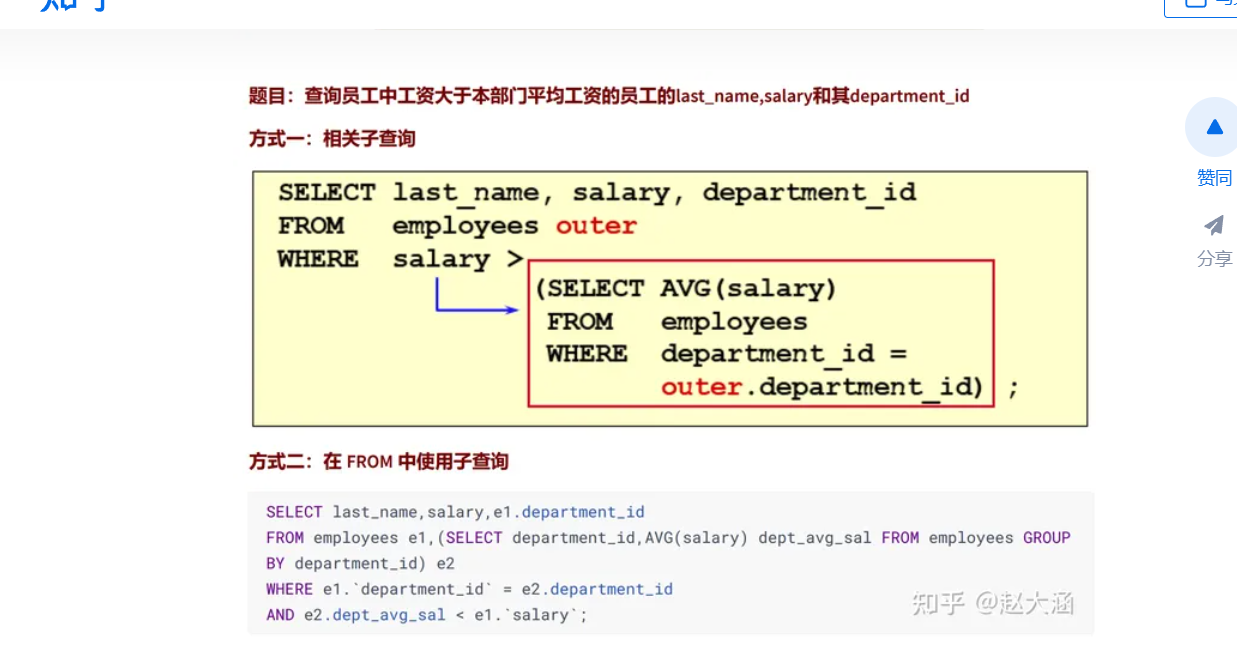 题目：查询员工中工资大于本部门平均工资的员工的last_name,salary和其department_id
方式一：相关子查询
SELECT last_name, salary, department_id
FROM employees outer
WHERE salary >
(SELECT AVG(salary)
FROM employees
WHERE department_id =
outer.department_id) ;
方式二：在 FROM 中使用子查询
SELECT last_name,salary,e1.department_id
FROM employees e1,(SELECT department_id,AVG(salary) dept_avg_sal FROM employees GROUP
BY department_id) e2
WHERE e1.`department_id` = e2.department_id
AND e2.dept_avg_sal < e1.`salary`;
知乎 @赵大涵
赞同
分享